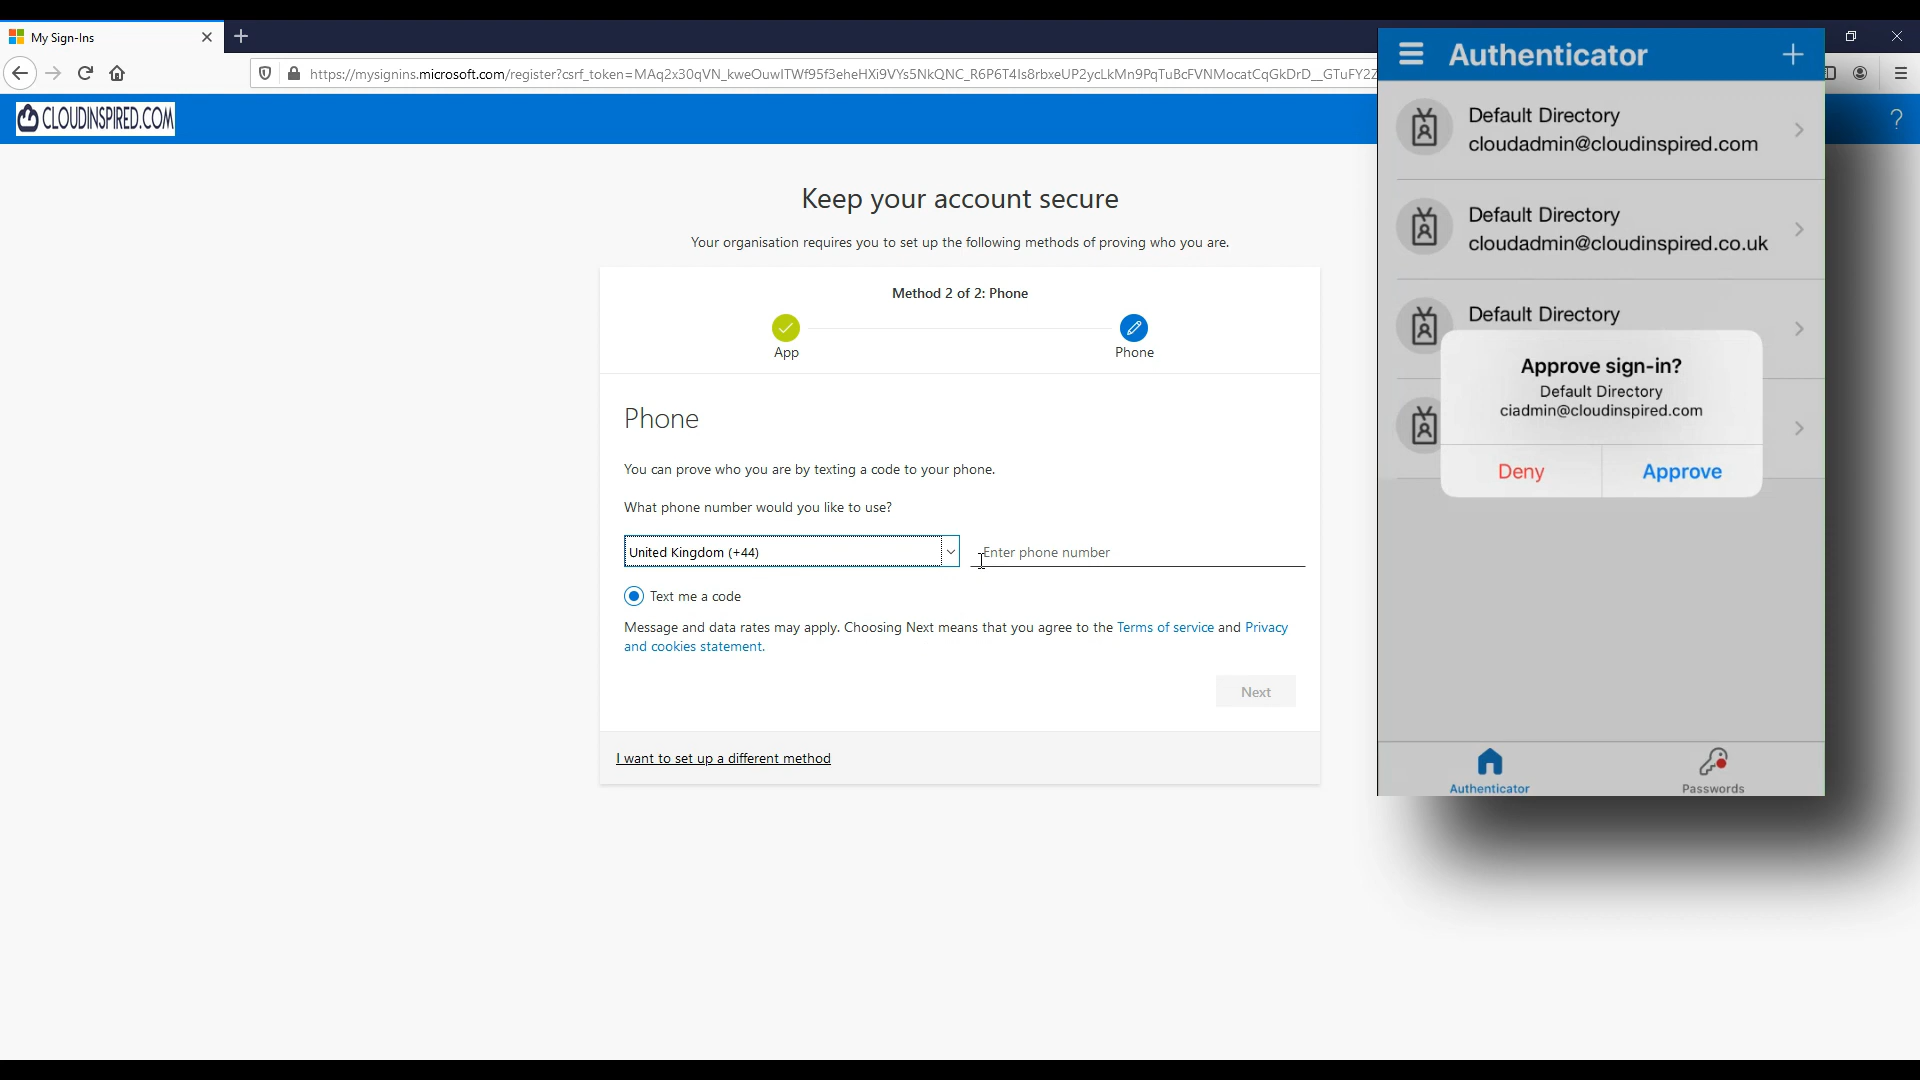 My Sign-Ins
https://mysignins.microsoft.com/register?csrf_token=MAq2x30qVN_kweOuwITWf95f3eheHXi9VYs5NkQNC_R6P6T4Is8rbxeUP2ycLkMn9PqTuBcFVNMocatCqGkDrD__GTuFY2Z
CLOUDINSPIRED.COM
?
Keep your account secure
Your organisation requires you to set up the following methods of proving who you are.
Method 2 of 2: Phone
App
Phone
Phone
You can prove who you are by texting a code to your phone.
What phone number would you like to use?
United Kingdom (+44)
Enter phone number
Text me a code
Message and data rates may apply. Choosing Next means that you agree to the Terms of service and Privacy
and cookies statement.
Next
I want to set up a different method
Authenticator
Default Directory
cloudadmin@cloudinspired.com
Default Directory
cloudadmin@cloudinspired.co.uk
Default Directory
Approve sign-in?
Default Directory
ciadmin@cloudinspired.com
Deny
Approve
Authenticator
Passwords